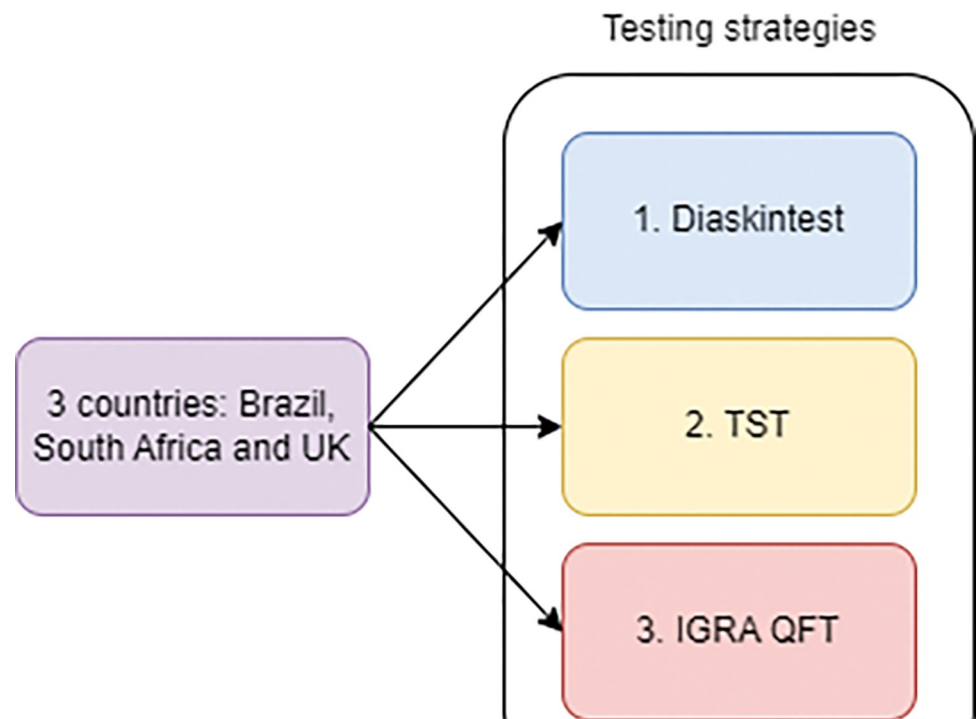 Testing strategies
1. Diaskintest
3 countries: Brazil,
South Africa and UK
2. TST
3. IGRA QFT